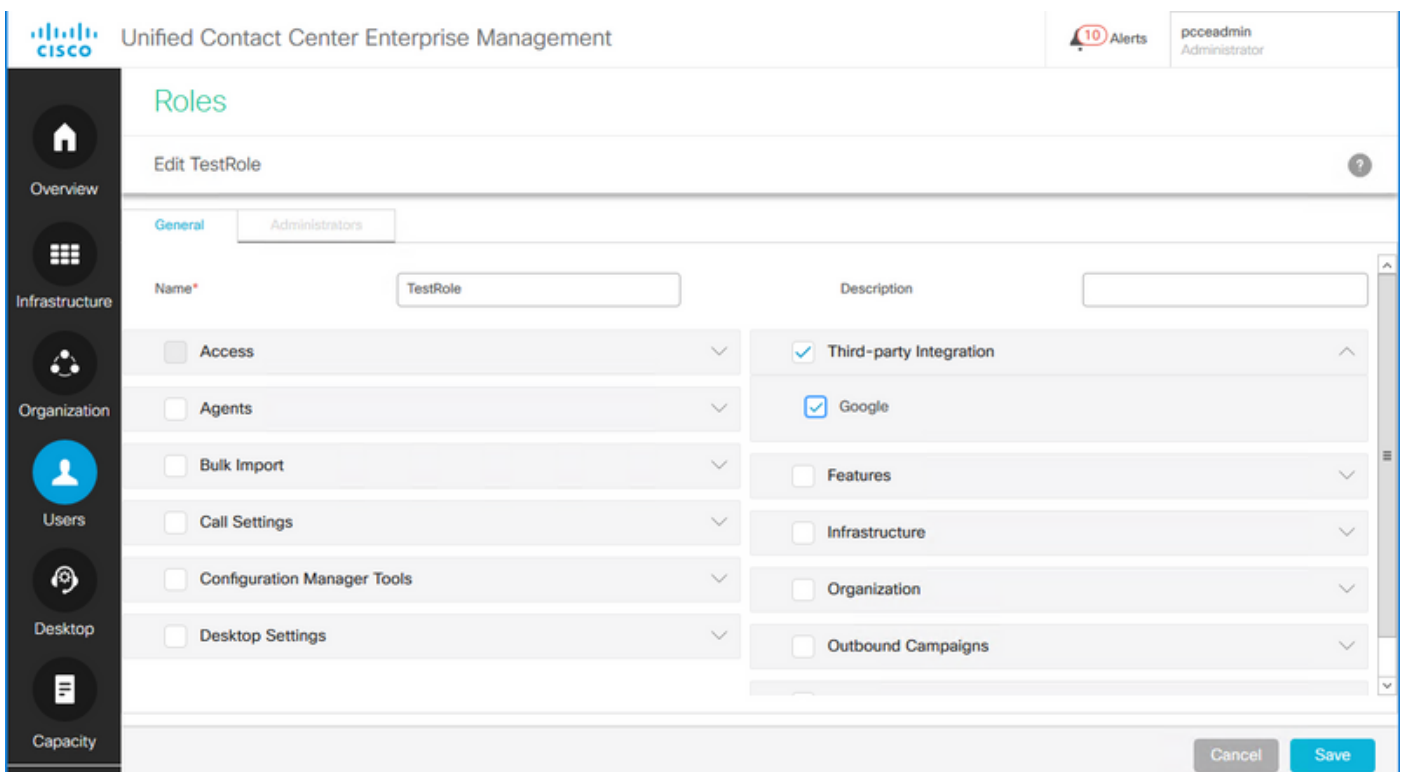 CISCO
Unified Contact Center Enterprise Management
10 Alerts
pcceadmin
Administrator
Roles
Edit TestRole
?
General
Administrators
Name*
TestRole
Description
Access
Agents
Bulk Import
Call Settings
Configuration Manager Tools
Desktop Settings
Third-party Integration
Google
Features
Infrastructure
Organization
Outbound Campaigns
Overview
Infrastructure
Organization
Users
Desktop
Capacity
Cancel
Save